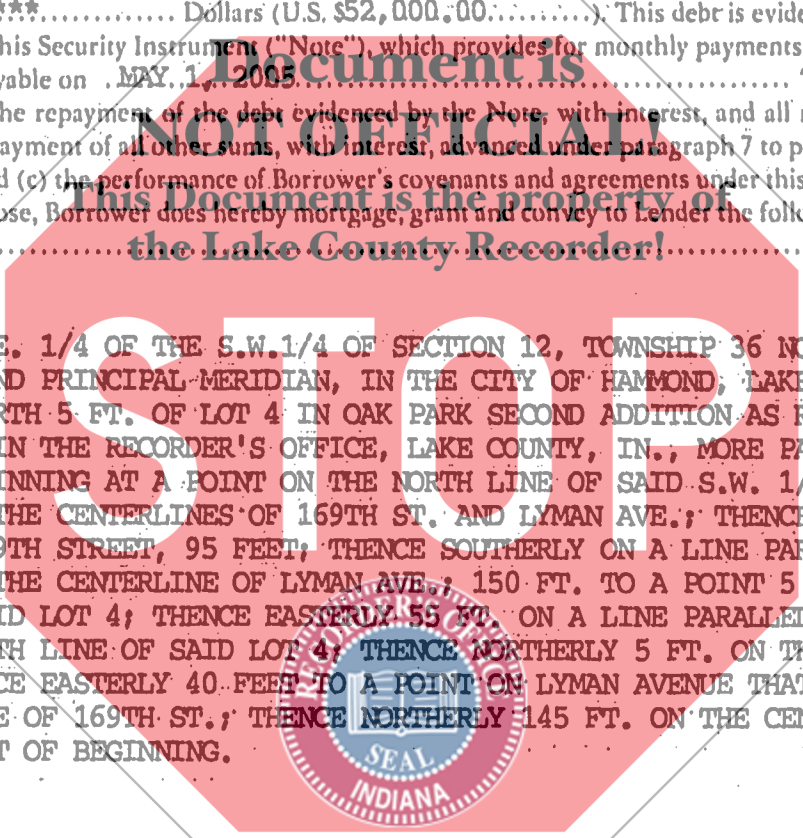 *** Dollars (U.S. $52,000.00.........). This debt is evide
his Security Instrument ("Note"), which provides for monthly payments
yable on ..MAY. 1,. 2005
he repayment of the debt evidenced by the Note, with interest, and all
ayment of all other sums, with interest, advanced under paragraph 7 to p
d (c) the performance of Borrower's covenants and agreements under this
ose, Borrower does hereby mortgage, grant and convey to Lender the follo
Document is
NOT OFFICIAL!
This Document is the property of
the Lake County Recorder!
STOP
E. 1/4 OF THE S.W.1/4 OF SECTION 12, TOWNSHIP 36 NO
ND PRINCIPAL MERIDIAN, IN THE CITY OF HAMMOND, LAKE
RTH 5 FT. OF LOT 4 IN OAK PARK SECOND ADDITION AS
IN THE RECORDER'S OFFICE, LAKE COUNTY, IN., MORE PA
INNING AT A POINT ON THE NORTH LINE OF SAID S.W. 1/
THE CENTERLINES OF 169TH ST. AND LYMAN AVE.; THENCE
9TH STREET, 95 FEET; THENCE SOUTHERLY ON A LINE PAR
THE CENTERLINE OF LYMAN AVE.; 150 FT. TO A POINT 5
ID LOT 4; THENCE EASTERLY 55 FT. ON A LINE PARALLEL
TH LINE OF SAID LOT 4; THENCE NORTHERLY 5 FT. ON TH
CE EASTERLY 40 FEET TO A POINT ON LYMAN AVENUE THAT
E OF 169TH ST.; THENCE NORTHERLY 145 FT. ON THE CEN
T OF BEGINNING.
RECORDER'S OFFICE
SEAL
INDIANA